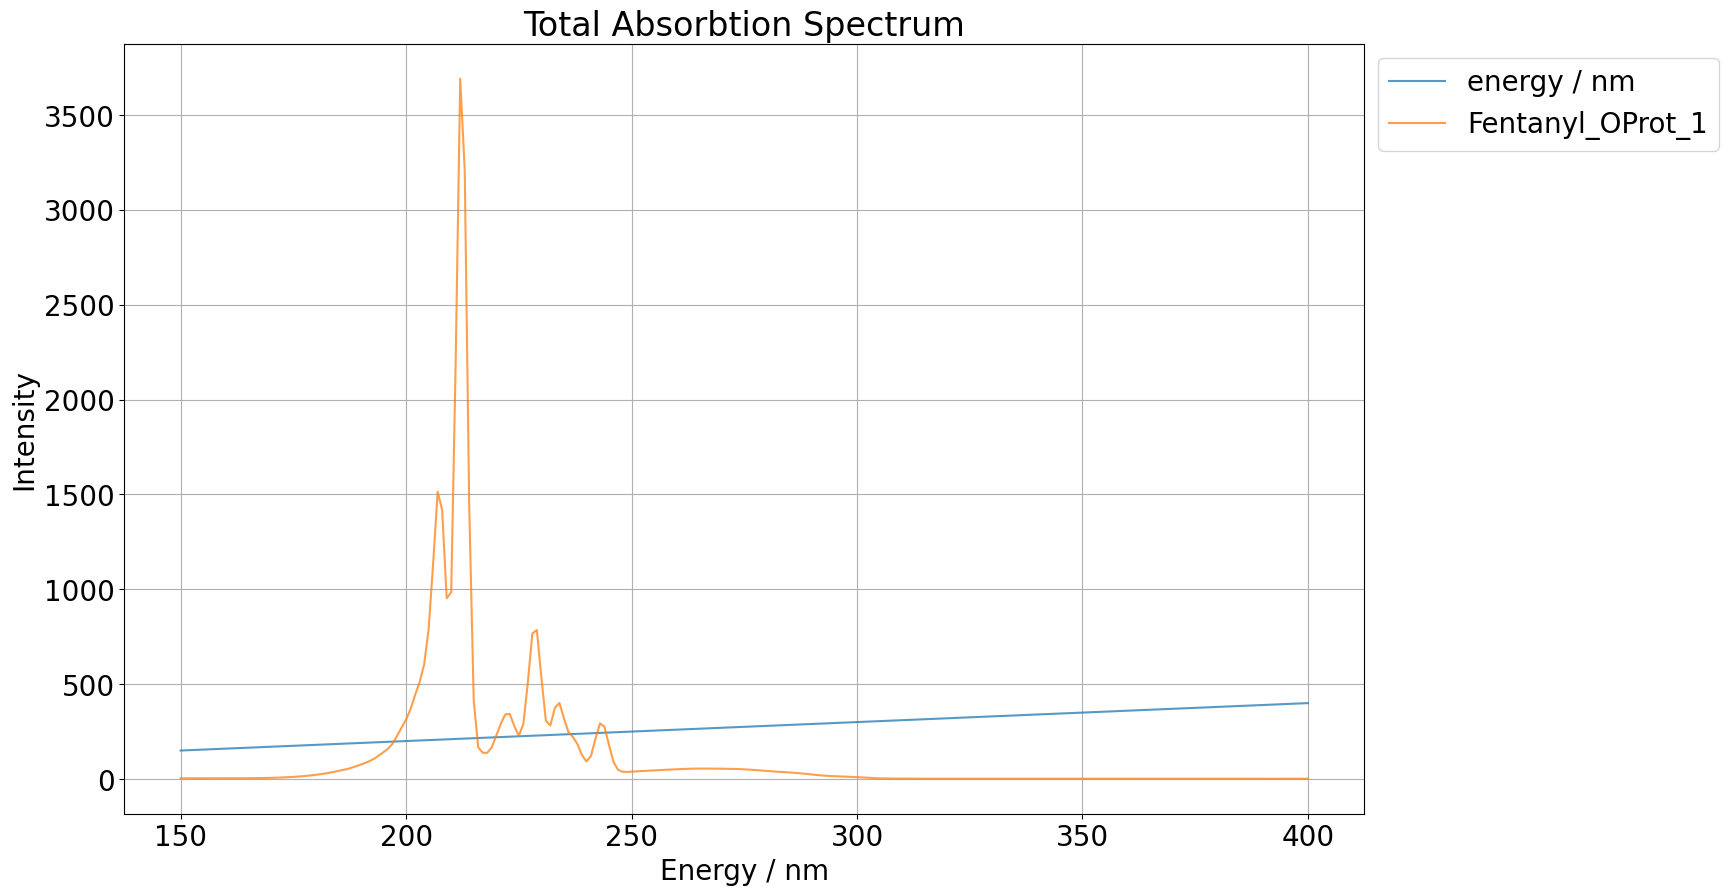 Total Absorbtion Spectrum
energy / nm
Fentanyl_OProt_1
Intensity
3500
3000
2500
2000
1500
1000
500
0
150 200 250 300 350 400
Energy / nm